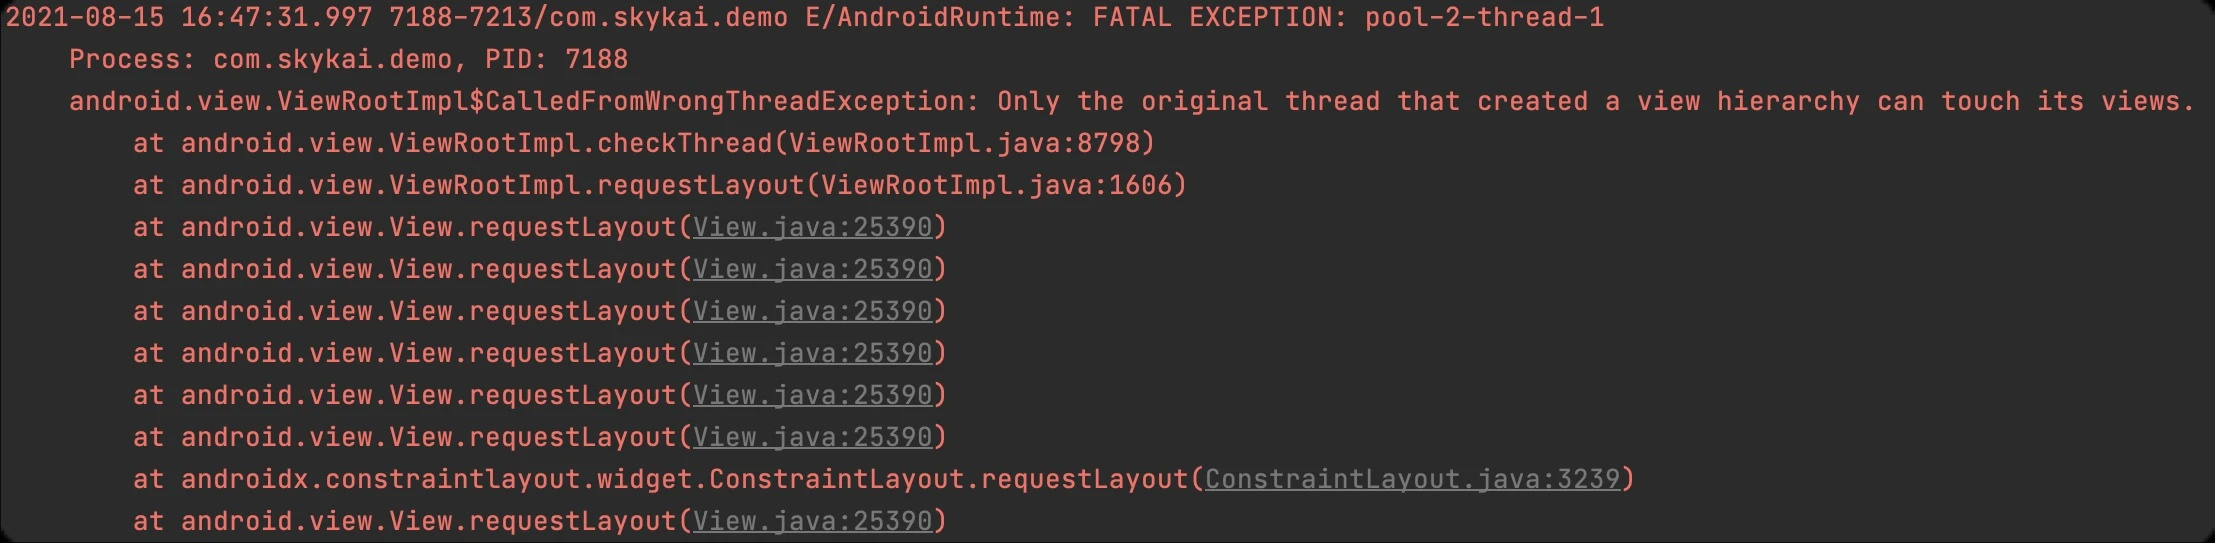 2021-08-15 16:47:31.997 7188-7213/com.skykai.demo E/AndroidRuntime: FATAL EXCEPTION: pool-2-thread-1
Process: com.skykai.demo, PID: 7188
android.view.ViewRootImpl$CalledFromWrongThreadException: Only the original thread that created a view hierarchy can touch its views.
at android.view.ViewRootImpl.checkThread(ViewRootImpl.java:8798)
at android.view.ViewRootImpl.requestLayout(ViewRootImpl.java:1606)
at android.view.View.requestLayout(View.java:25390)
at android.view.View.requestLayout(View.java:25390)
at android.view.View.requestLayout(View.java:25390)
at android.view.View.requestLayout(View.java:25390)
at android.view.View.requestLayout(View.java:25390)
at android.view.View.requestLayout(View.java:25390)
at androidx.constraintlayout.widget.ConstraintLayout.requestLayout(ConstraintLayout.java:3239)
at android.view.View.requestLayout(View.java:25390)